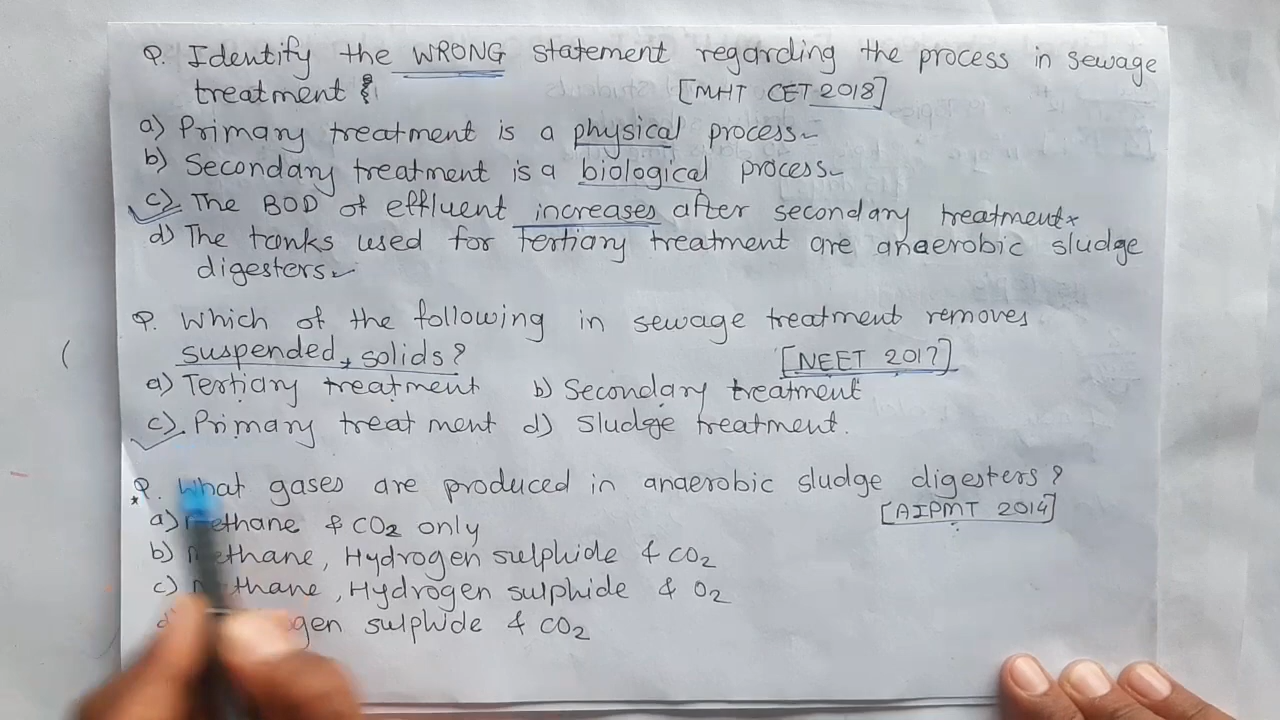 Q. Identify the WRONG statement regarding the process in sewage
treatment
[MHT CET 2018]
a) Primary treatment is a physical process
b) Secondary treatment is a biological process
c) The BOD of effluent increases after secondary treatment
d) The tanks used for tertiary treatment are anaerobic sludge
digesters
Q. Which of the following in sewage treatment removes
suspended solids?
[NEET 2017]
a) Tertiary treatment b) Secondary treatment
c) Primary treatment d) Sludge treatment.
Q. What gases are produced in anaerobic sludge digesters?
[AIPMT 2014]
a) Methane & CO2 only
b) Methane, Hydrogen sulphide & CO2
c) Methane, Hydrogen sulphide & O2
sulphide & CO2